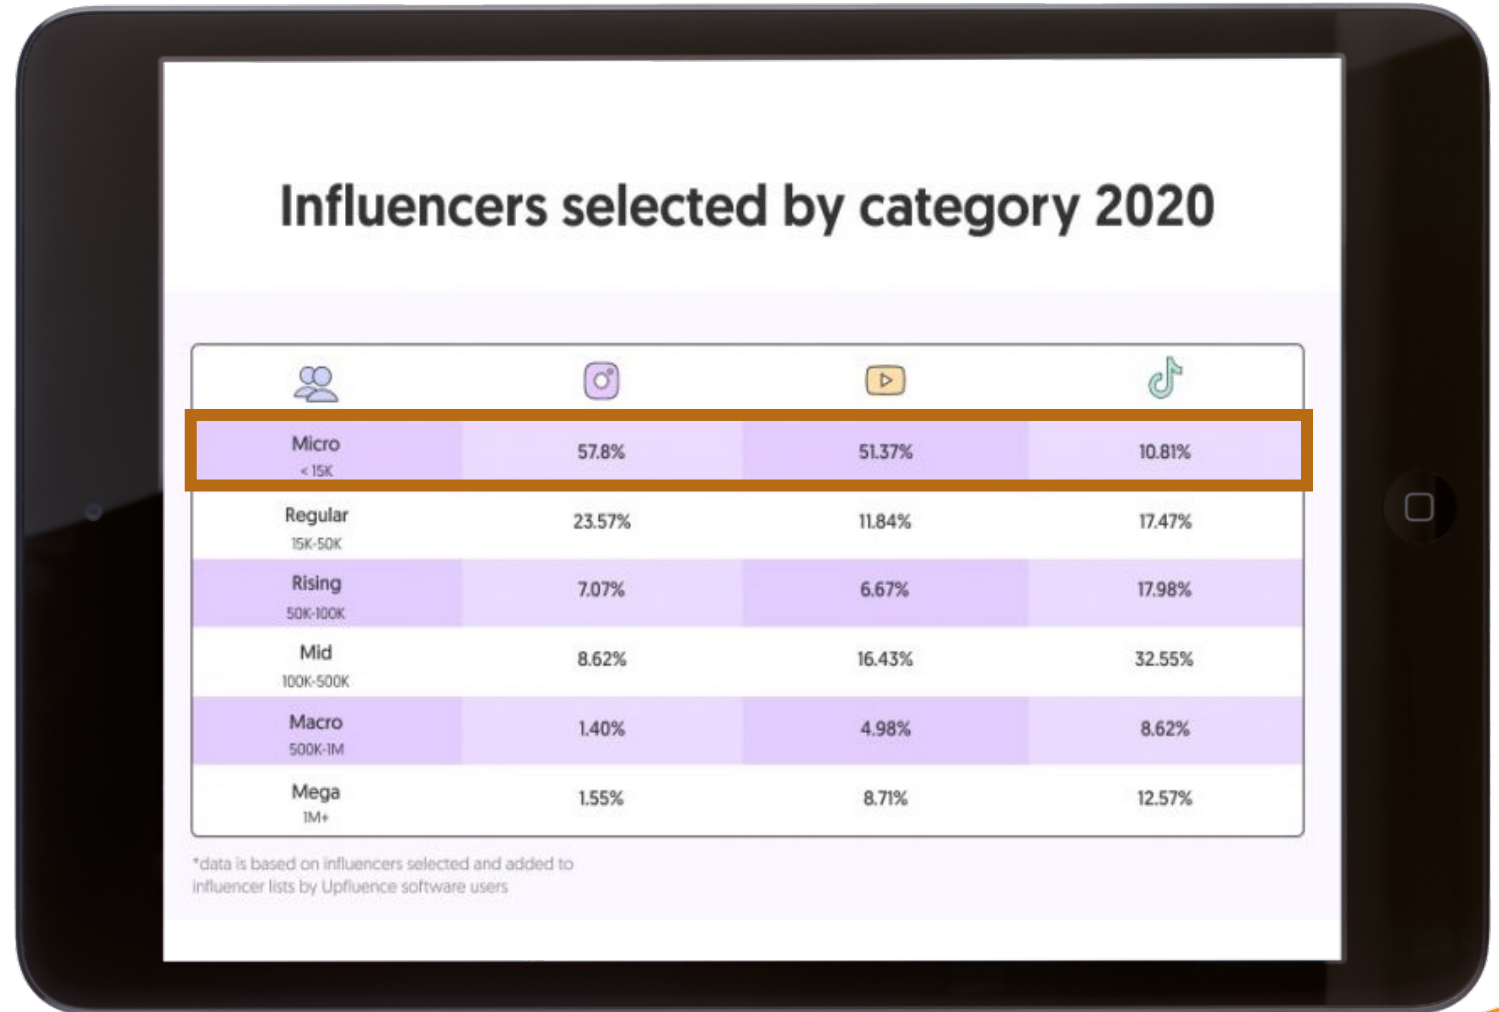 Influencers selected by category 2020
Micro
< 15K
57.8%
51.37%
10.81%
Regular
15K-50K
23.57%
11.84%
17.47%
Rising
50K-100K
7.07%
6.67%
17.98%
Mid
100K-500K
8.62%
16.43%
32.55%
Macro
500K-1M
1.40%
4.98%
8.62%
Mega
1M+
1.55%
8.71%
12.57%
*data is based on influencers selected and added to
influencer lists by Upfluence software users